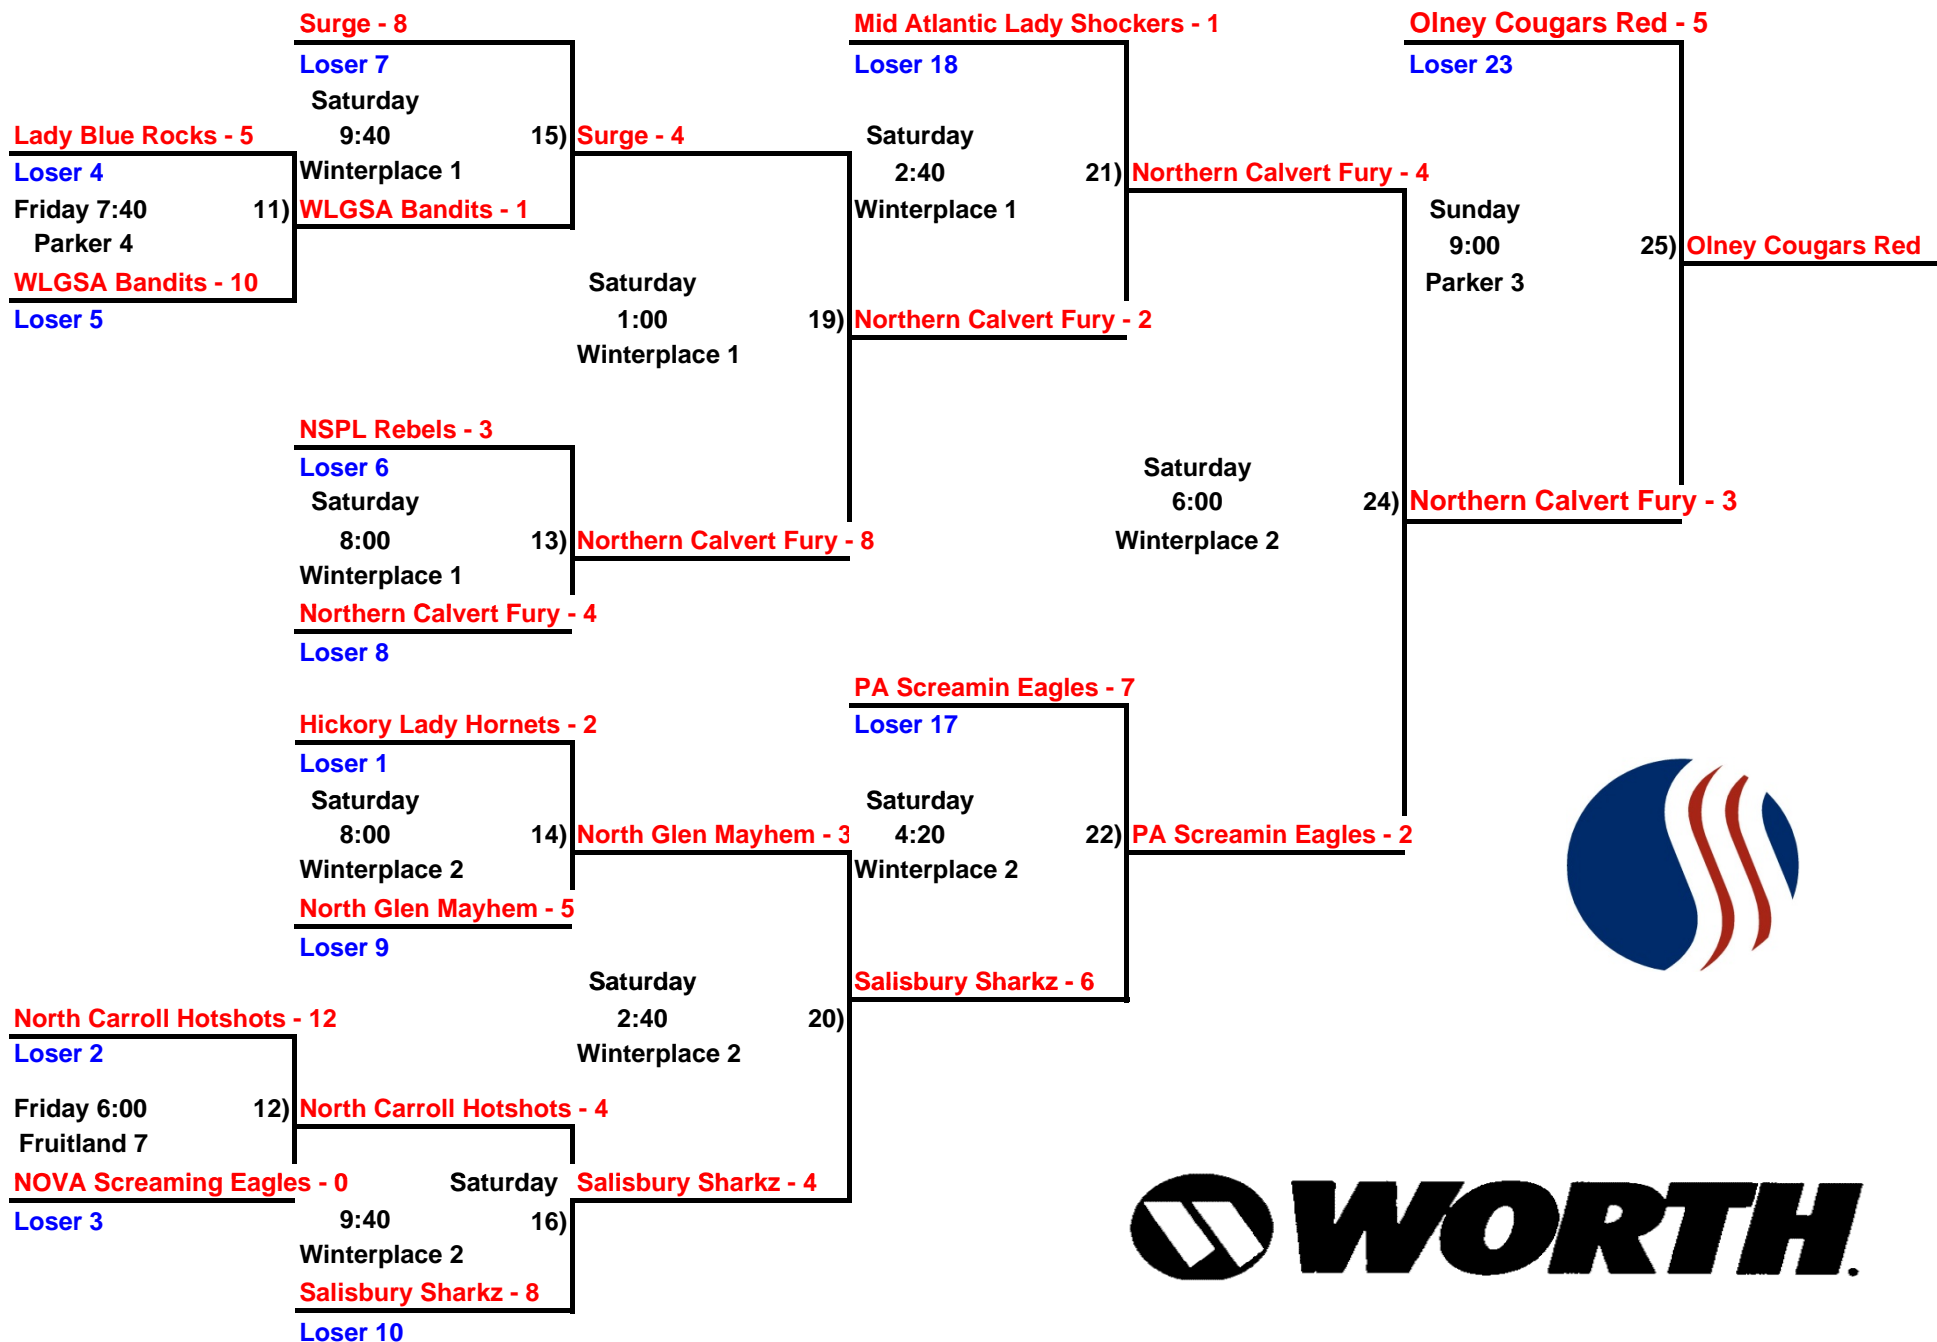 Surge - 8
Mid Atlantic Lady Shockers - 1
Olney Cougars Red - 5
Loser 7
Loser 18
Loser 23
Saturday
Lady Blue Rocks - 5
9:40
15) Surge - 4
Saturday
Loser 4
Winterplace 1
2:40
21) Northern Calvert Fury - 4
Friday 7:40
11) WLGSA Bandits - 1
Winterplace 1
Sunday
Parker 4
9:00
25) Olney Cougars Red
WLGSA Bandits - 10
Saturday
Parker 3
Loser 5
1:00
19) Northern Calvert Fury - 2
Winterplace 1
NSPL Rebels - 3
Loser 6
Saturday
Saturday
6:00
24) Northern Calvert Fury - 3
8:00
13) Northern Calvert Fury - 8
Winterplace 2
Winterplace 1
Northern Calvert Fury - 4
Loser 8
PA Screamin Eagles - 7
Hickory Lady Hornets - 2
Loser 17
Loser 1
Saturday
Saturday
8:00
14) North Glen Mayhem - 3
4:20
22) PA Screamin Eagles - 2
Winterplace 2
Winterplace 2
North Glen Mayhem - 5
Loser 9
Saturday
Salisbury Sharkz - 6
North Carroll Hotshots - 12
2:40
20)
Loser 2
Winterplace 2
Friday 6:00
12) North Carroll Hotshots - 4
Fruitland 7
NOVA Screaming Eagles - 0
Saturday
Salisbury Sharkz - 4
Loser 3
9:40
16)
Winterplace 2
WORTH.
Salisbury Sharkz - 8
Loser 10